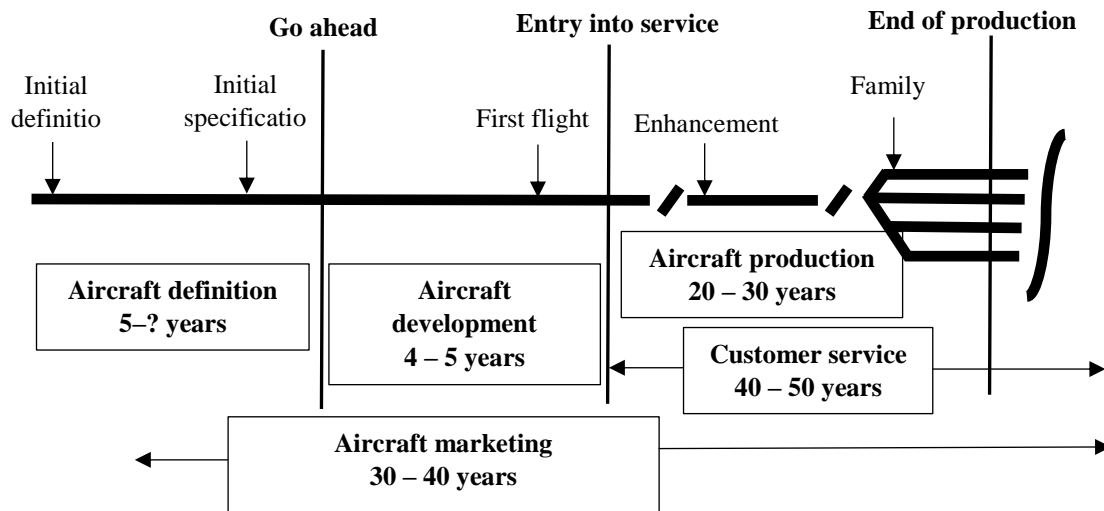 Go ahead
Entry into service
End of production
Initial
definitio
Initial
specificatio
First flight
Enhancement
Family
Aircraft definition
5–? years
Aircraft
development
4 – 5 years
Aircraft production
20 – 30 years
Customer service
40 – 50 years
Aircraft marketing
30 – 40 years